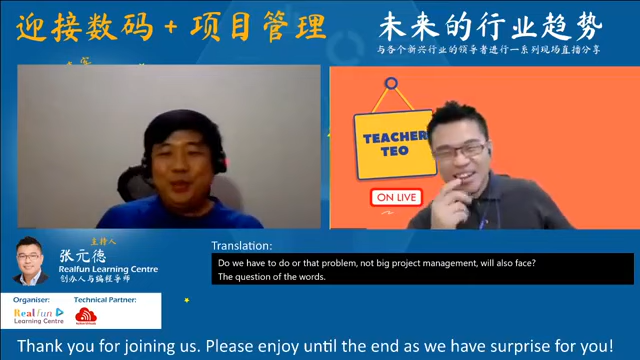 迎接数码 + 项目管理
未来的行业趋势
与各个新兴行业的领导者进行一系列现场直播分享
TEACHER
TEO
ON LIVE
主持人
张元德
Realfun Learning Centre
创办人与编程导师
Translation:
Do we have to do or that problem, not big project management, will also face?
The question of the words.
Organiser:
Technical Partner:
Realfun
Learning Centre
Thank you for joining us. Please enjoy until the end as we have surprise for you!